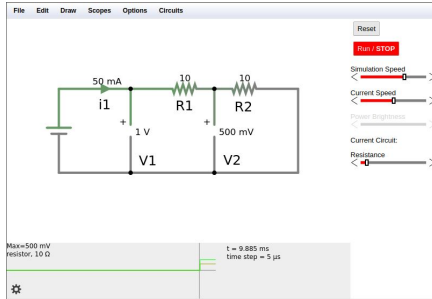 File Edit Draw Scopes Options Circuits
Reset
Run / STOP
Simulation Speed
Current Speed
Power Brightness
Current Circuit:
Resistance
50 mA
i1
10
R1
10
R2
+
1 V
V1
+
500 mV
V2
Max=500 mV
resistor, 10 Ω
t = 9.885 ms
time step = 5 μs